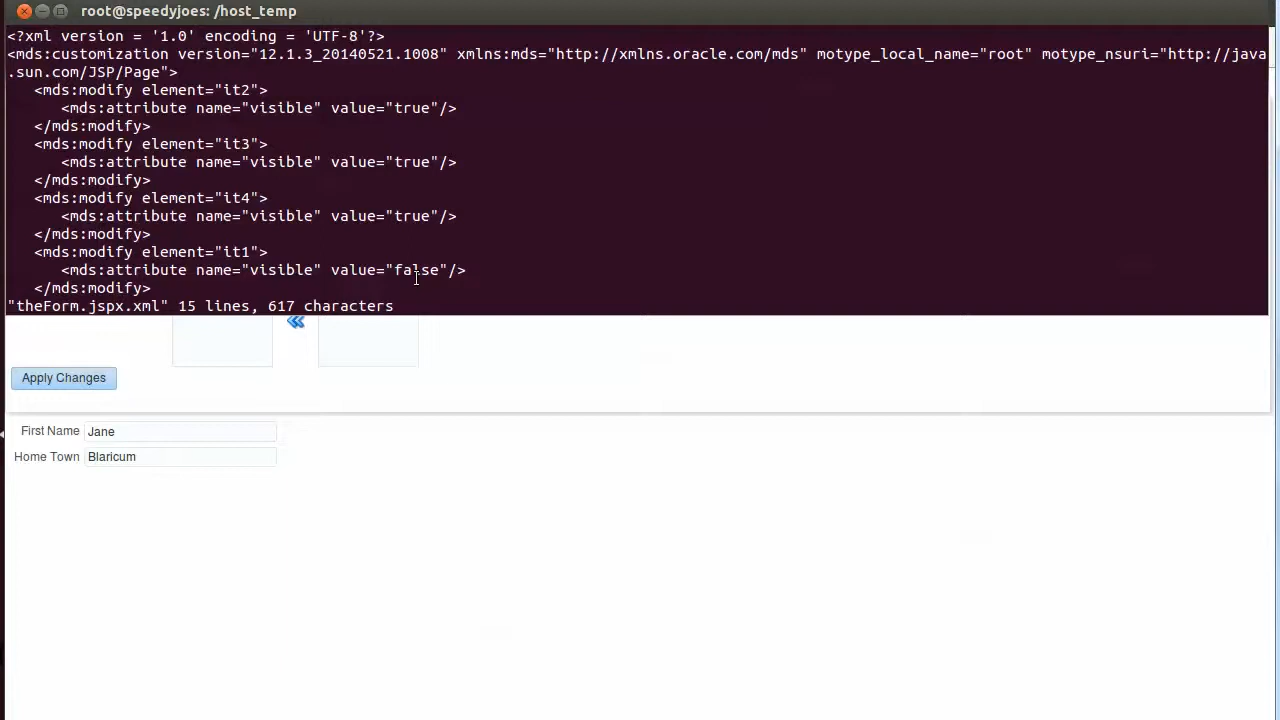 root@speedyjoes: /host_temp
<?xml version = '1.0' encoding = 'UTF-8'?>
<mds:customization version="12.1.3_20140521.1008" xmlns:mds="http://xmlns.oracle.com/mds" motype_local_name="root" motype_nsuri="http://java
.sun.com/JSP/Page">
<mds:modify element="it2">
<mds:attribute name="visible" value="true"/>
</mds:modify>
<mds:modify element="it3">
<mds:attribute name="visible" value="true"/>
</mds:modify>
<mds:modify element="it4">
<mds:attribute name="visible" value="true"/>
</mds:modify>
<mds:modify element="it1">
<mds:attribute name="visible" value="false"/>
</mds:modify>
"theForm.jspx.xml" 15 lines, 617 characters
Apply Changes
First Name Jane
Home Town Blaricum